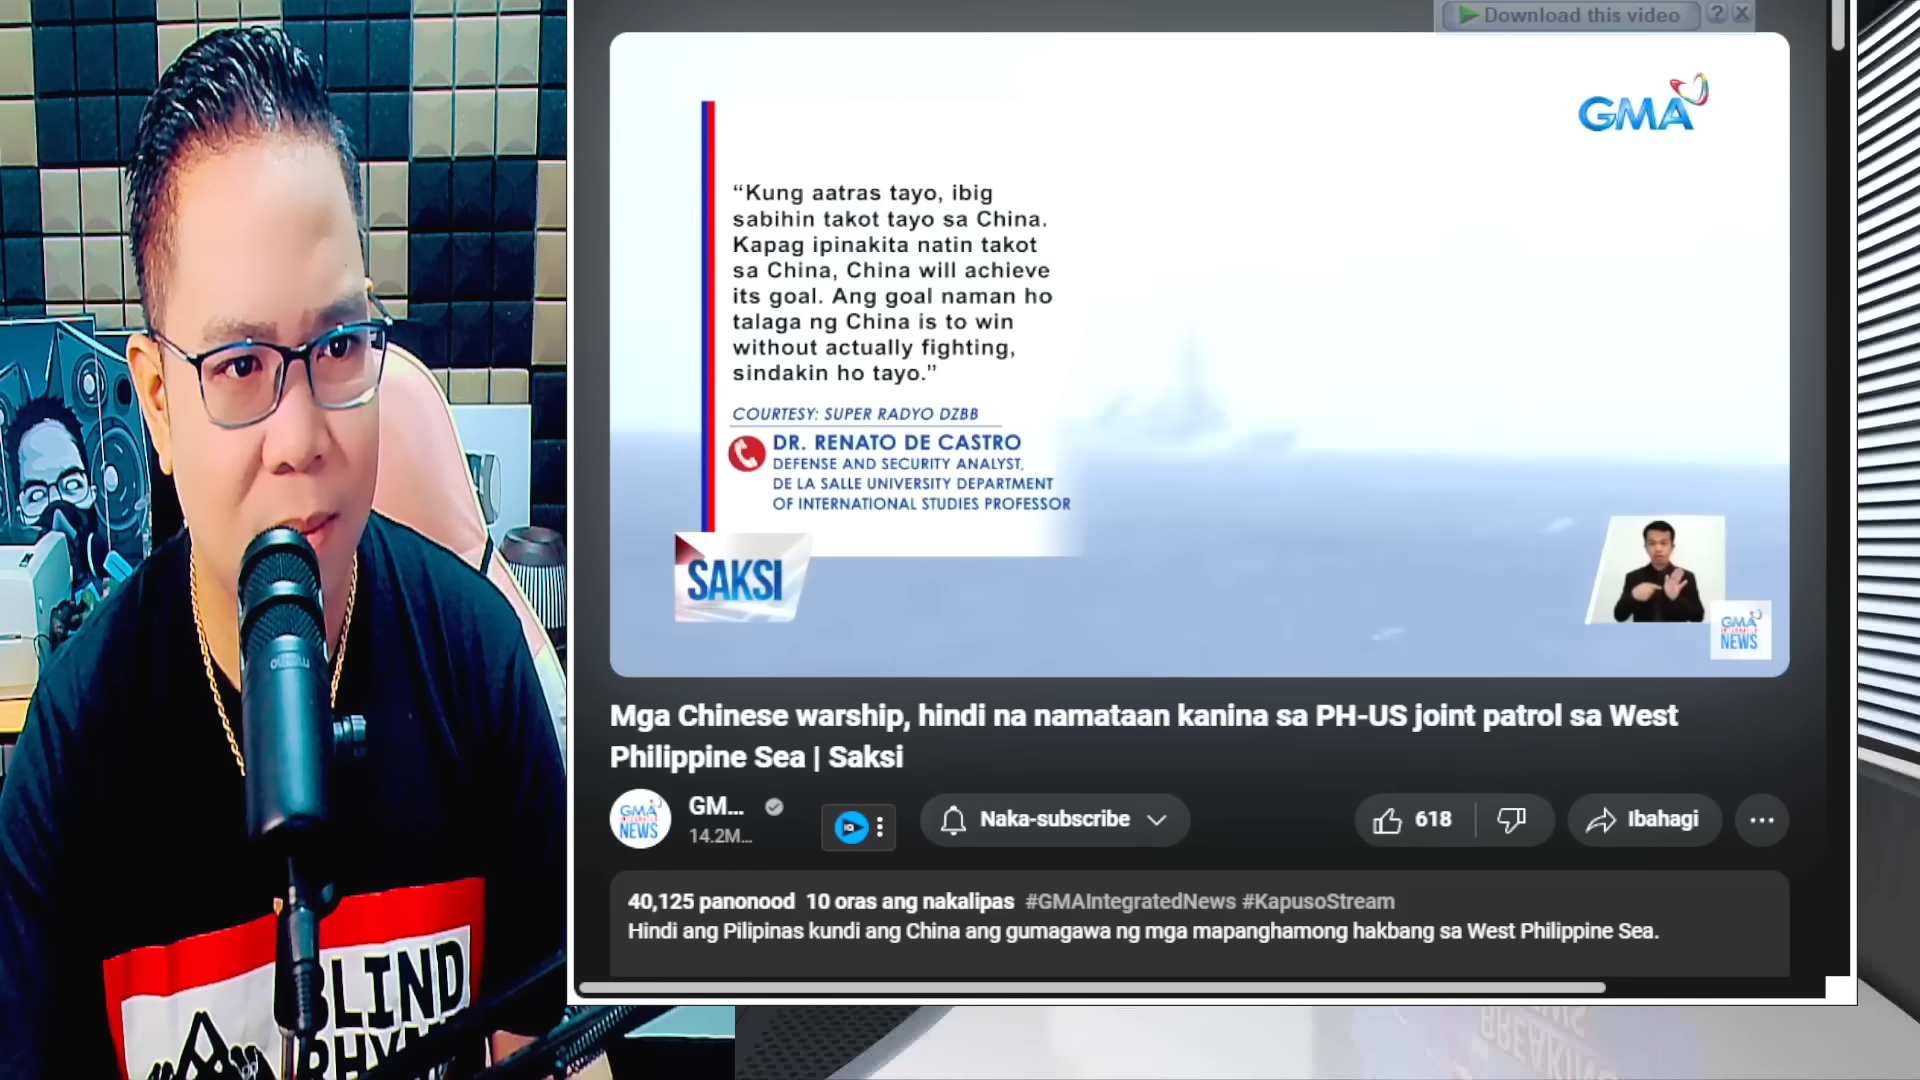 Download this video
?
X
GMA
“Kung aatras tayo, ibig
sabihin takot tayo sa China.
Kapag ipinakita natin takot
sa China, China will achieve
its goal. Ang goal naman ho
talaga ng China is to win
without actually fighting,
sindakin ho tayo.”
COURTESY: SUPER RADYO DZBB
DR. RENATO DE CASTRO
DEFENSE AND SECURITY ANALYST,
DE LA SALLE UNIVERSITY DEPARTMENT
OF INTERNATIONAL STUDIES PROFESSOR
SAKSI
GMA
NEWS
Mga Chinese warship, hindi na namataan kanina sa PH-US joint patrol sa West
Philippine Sea | Saksi
GMA
NEWS
GM...
14.2M...
IQ
Naka-subscribe
618
Ibahagi
40,125 panonood 10 oras ang nakalipas #GMAIntegratedNews #KapusoStream
Hindi ang Pilipinas kundi ang China ang gumagawa ng mga mapanghamong hakbang sa West Philippine Sea.
maono
BLIND
BREAKING